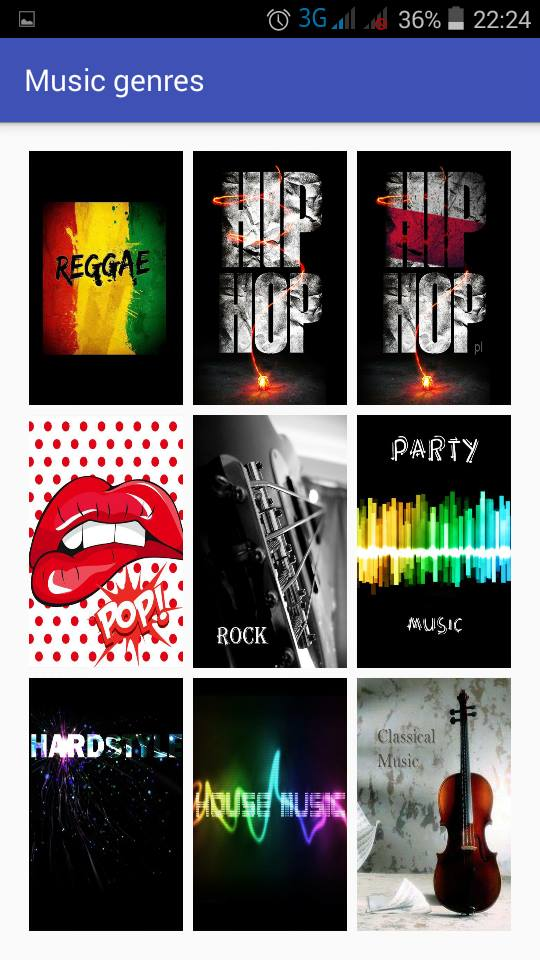 3G 36% 22:24
Music genres
REGGAE
HIP
HOP
HIP
HOP
pl
POP!
ROCK
PARTY
MUSIC
HARDSTYLE
HOUSE MUSIC
Classical
Music